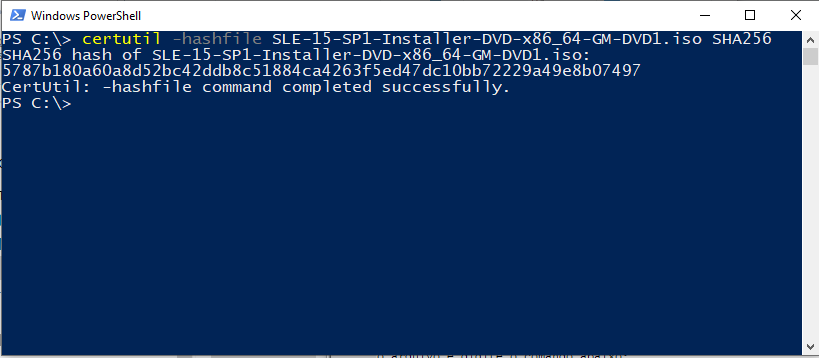 Windows PowerShell
PS C:\> certutil -hashfile SLE-15-SP1-Installer-DVD-x86_64-GM-DVD1.iso SHA256
SHA256 hash of SLE-15-SP1-Installer-DVD-x86_64-GM-DVD1.iso:
5787b180a60a8d52bc42ddb8c51884ca4263f5ed47dc10bb72229a49e8b07497
CertUtil: -hashfile command completed successfully.
PS C:\>